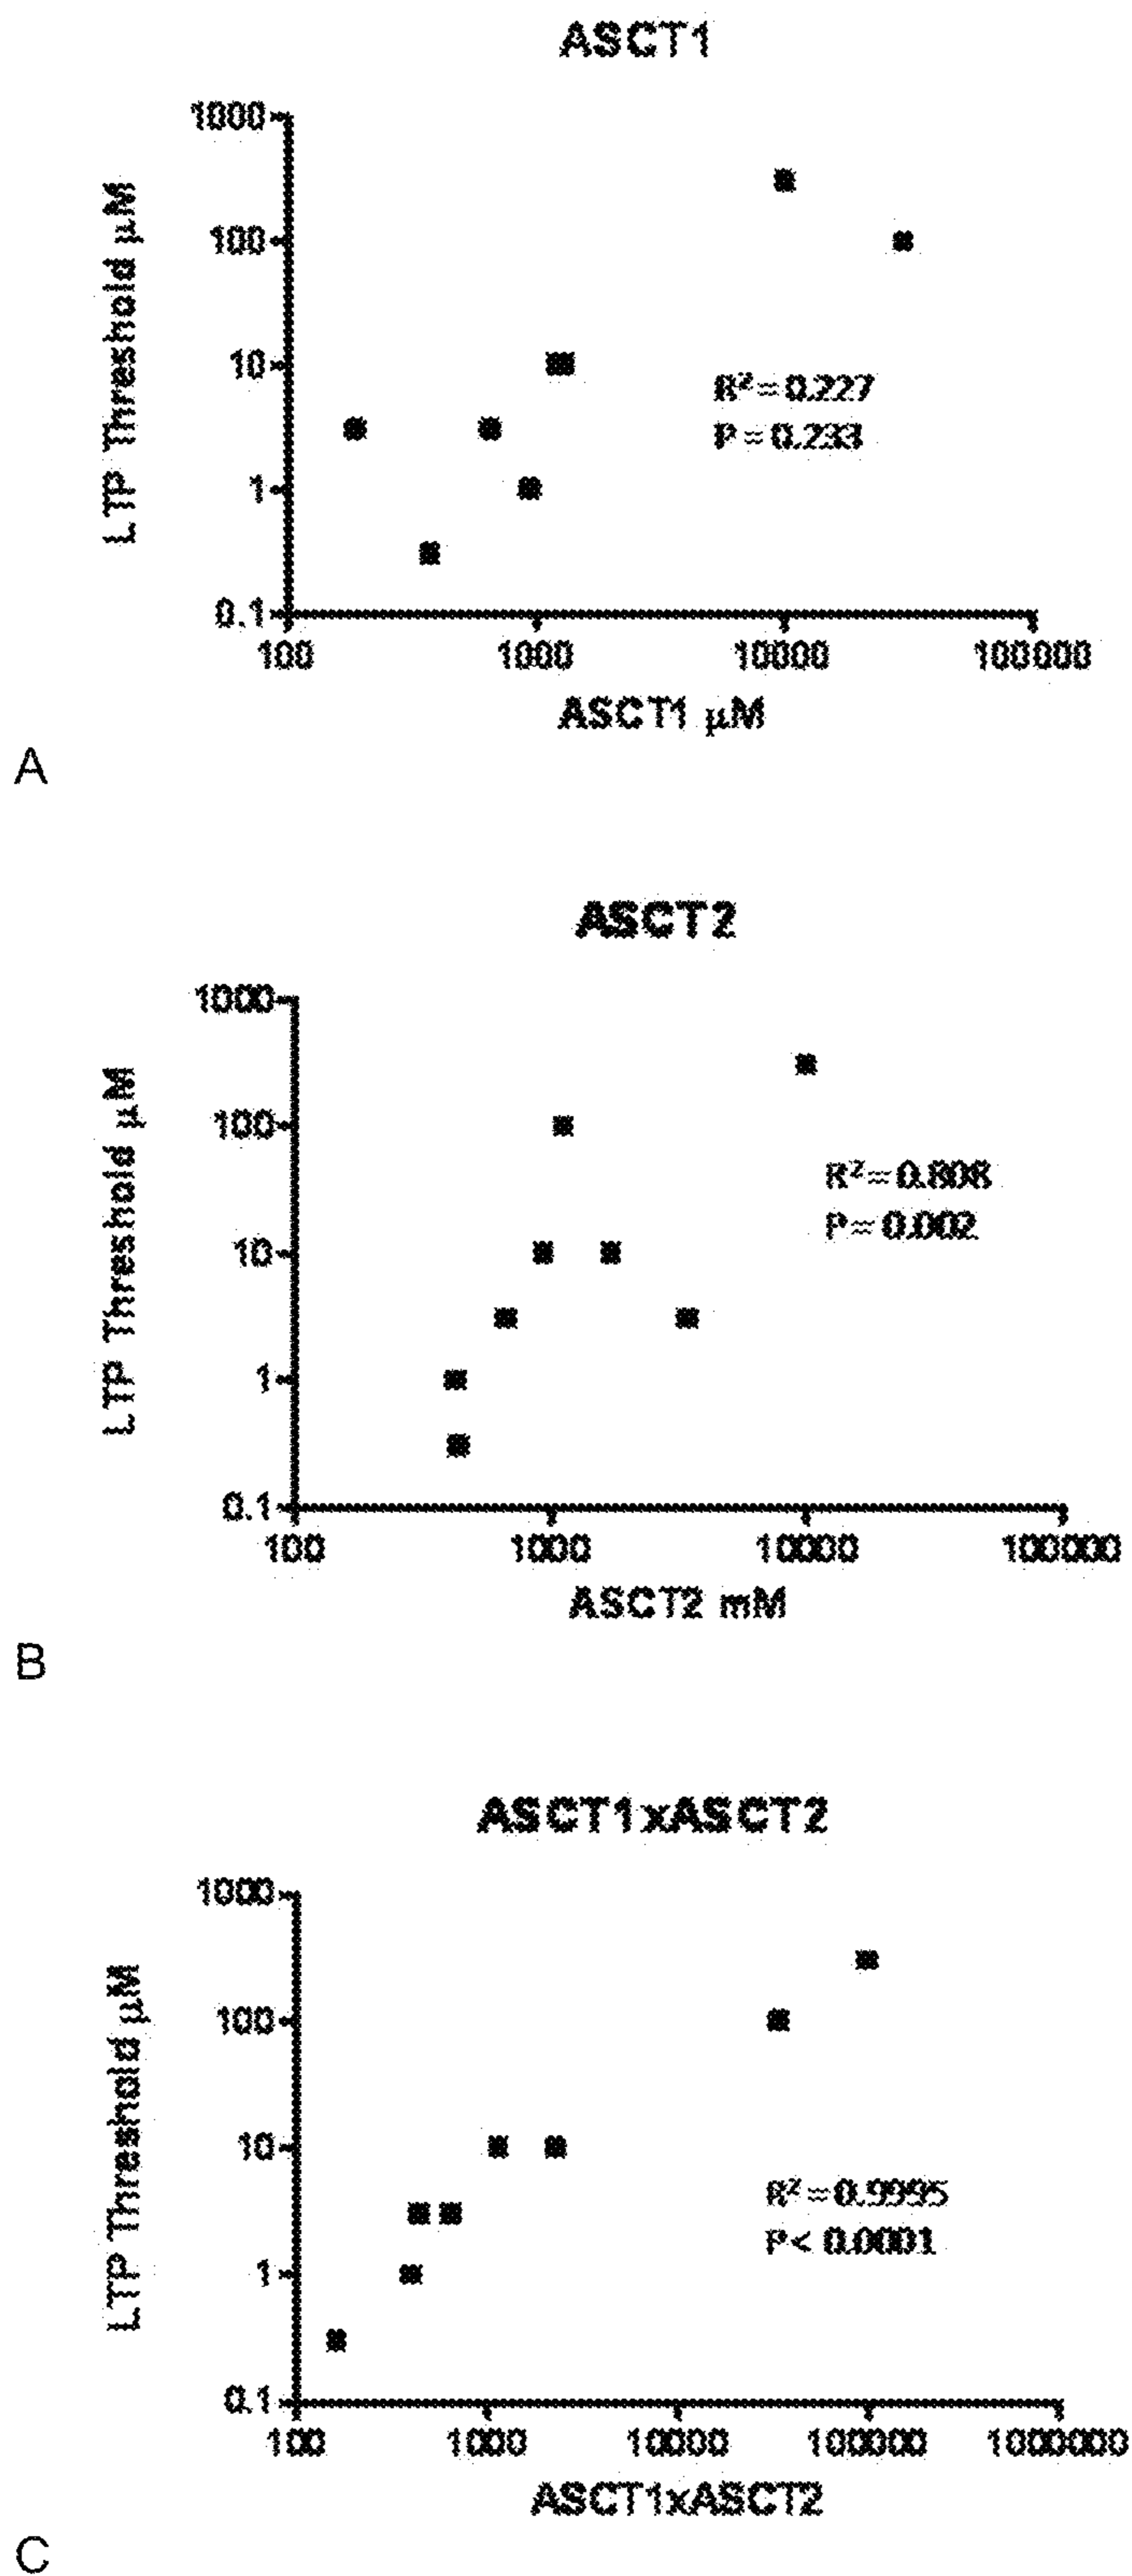 ASCT1
1000
100
10
1
0.1
LTP Threshold µM
R² = 0.227
P = 0.233
100 1000 10000 100000
ASCT1 µM
A
ASCT2
1000
100
10
1
0.1
LTP Threshold µM
R² = 0.808
P = 0.002
100 1000 10000 100000
ASCT2 mM
B
ASCT1xASCT2
1000
100
10
1
0.1
LTP Threshold µM
R² = 0.9995
P < 0.0001
100 1000 10000 100000 1000000
ASCT1xASCT2
C